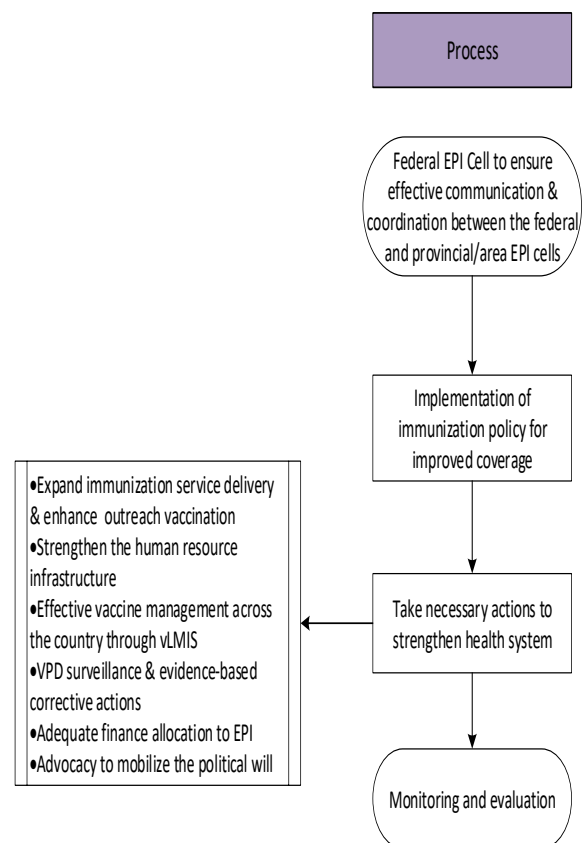 Process
Federal EPI Cell to ensure
effective communication &
coordination between the federal
and provincial/area EPI cells
Implementation of
immunization policy for
improved coverage
Take necessary actions to
strengthen health system
•Expand immunization service delivery
& enhance outreach vaccination
•Strengthen the human resource
infrastructure
•Effective vaccine management across
the country through vLMIS
•VPD surveillance & evidence-based
corrective actions
•Adequate finance allocation to EPI
•Advocacy to mobilize the political will
Monitoring and evaluation